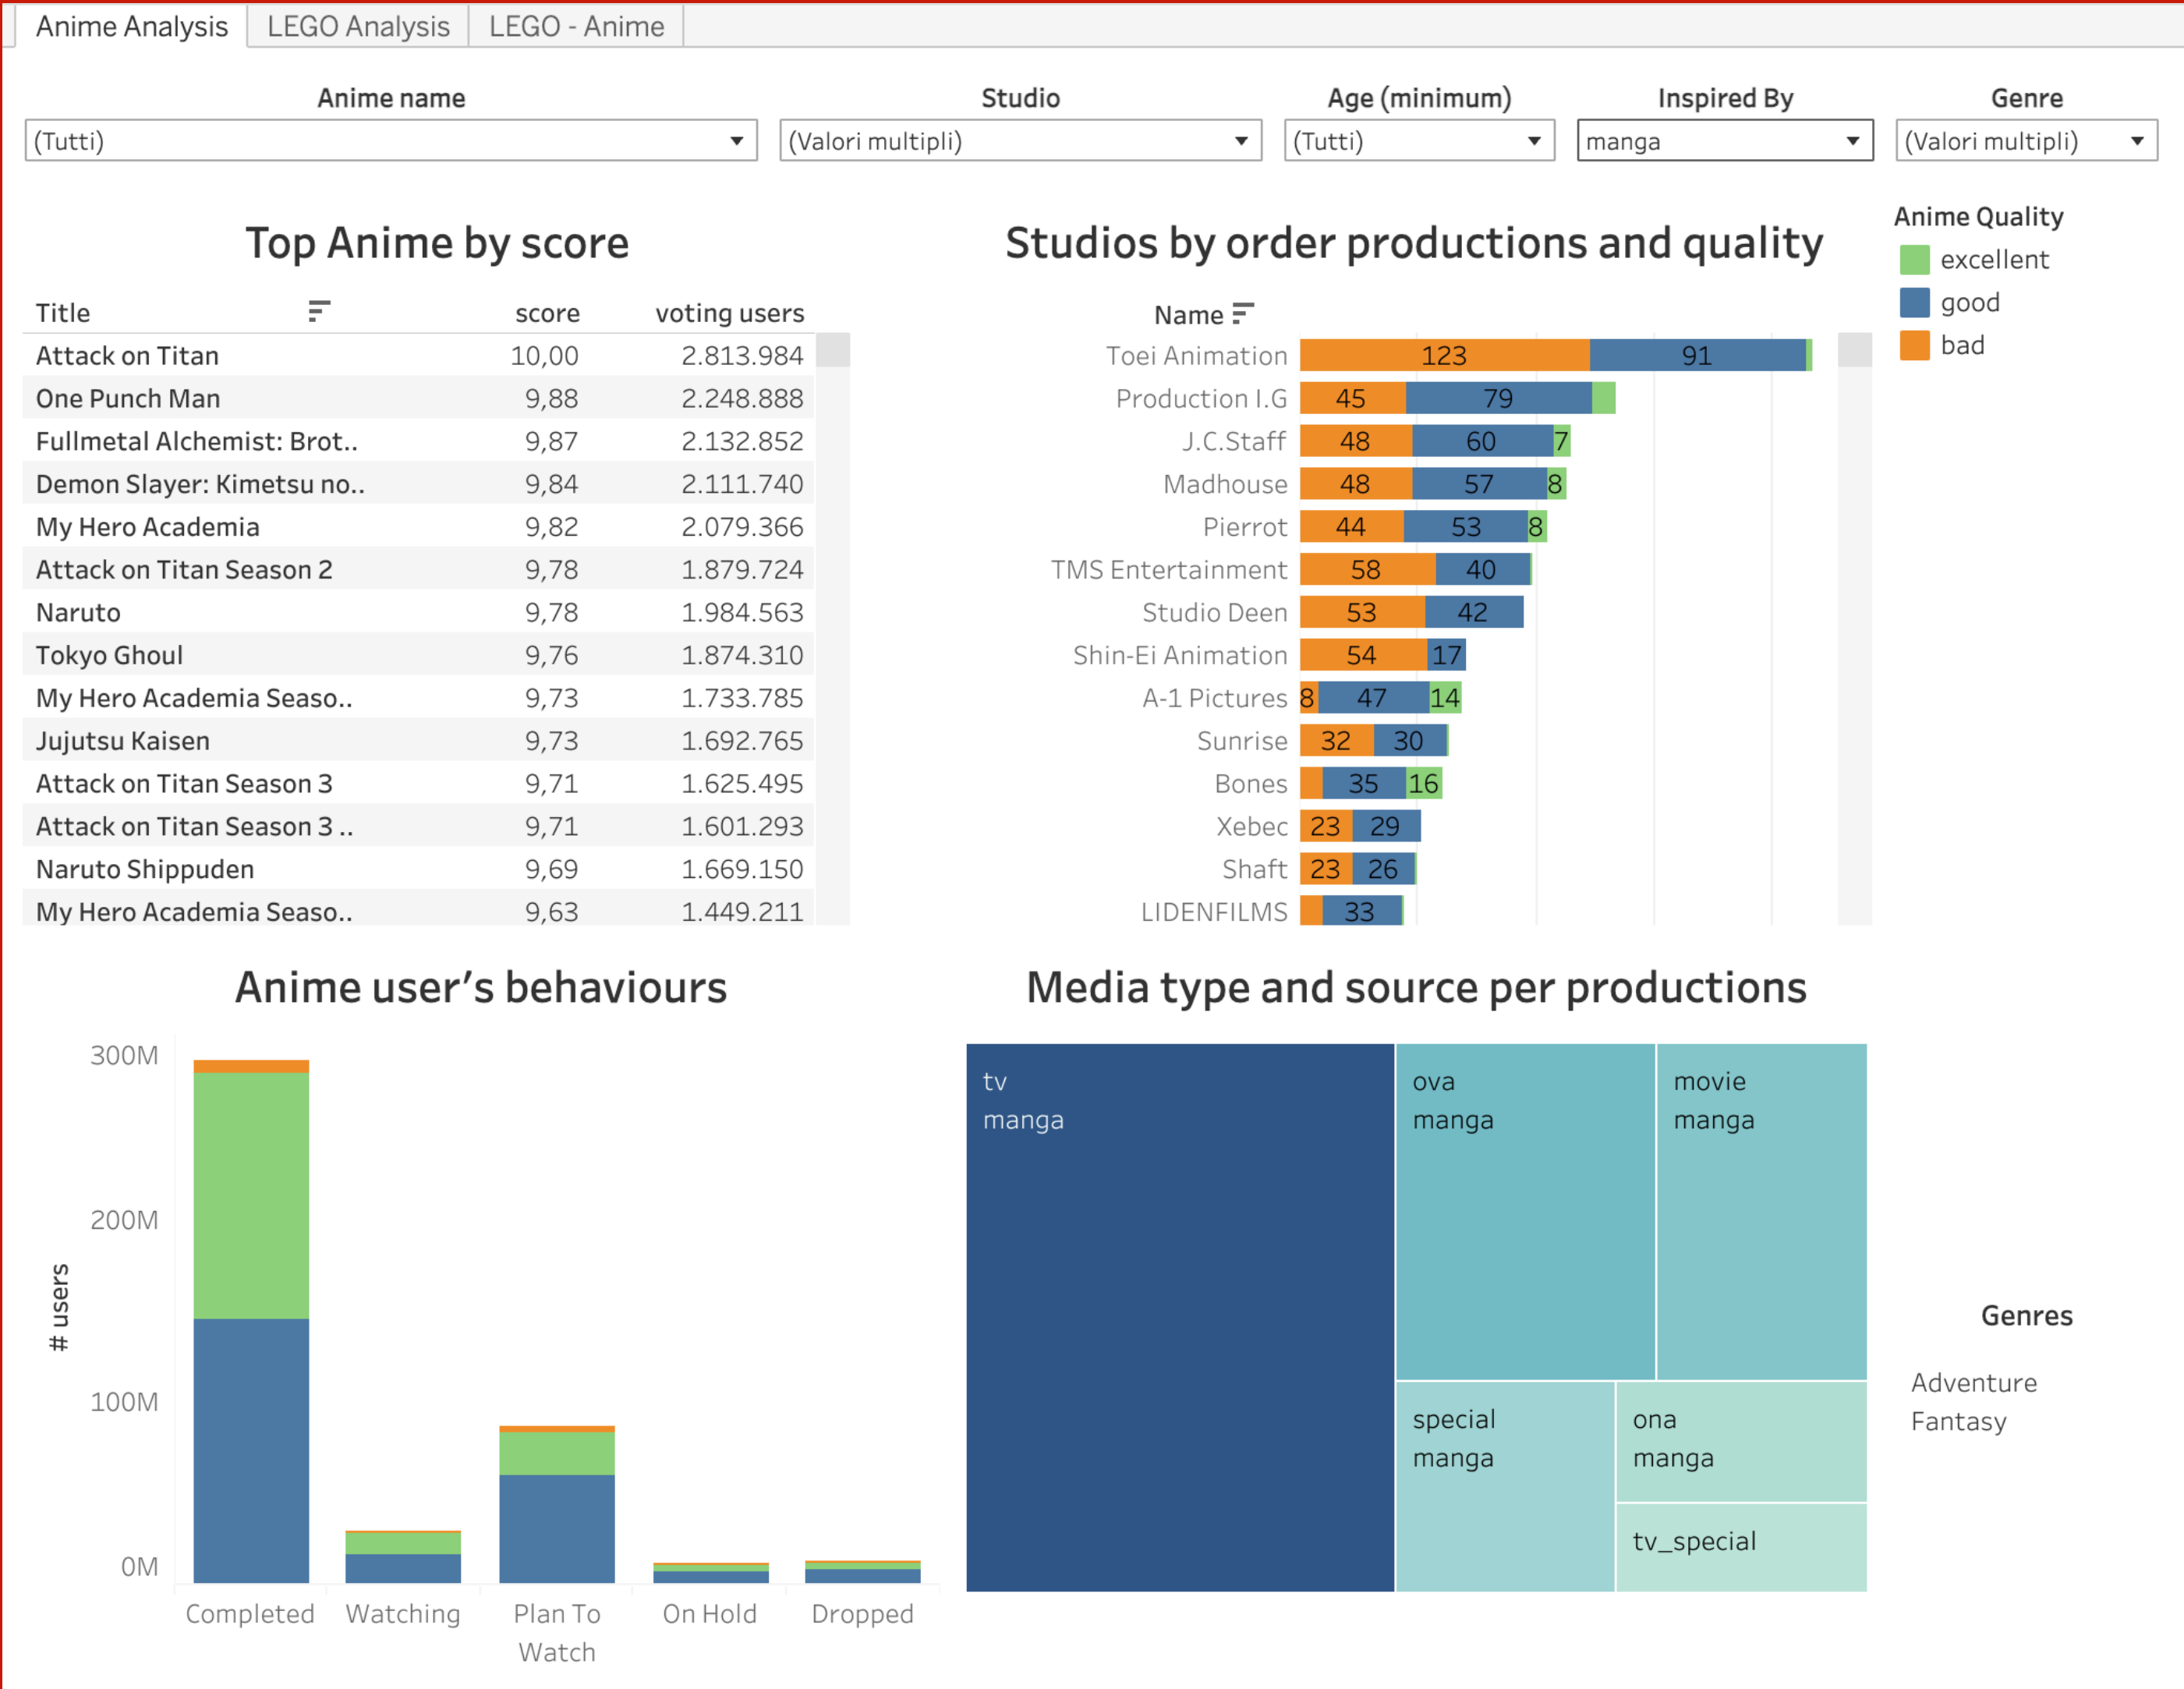 Anime Analysis LEGO Analysis LEGO - Anime
Anime name Studio Age (minimum) Inspired By Genre
(Tutti) (Valori multipli) (Tutti) manga (Valori multipli)
Anime Quality
excellent
good
bad
Top Anime by score
Title score voting users
Attack on Titan 10,00 2.813.984
One Punch Man 9,88 2.248.888
Fullmetal Alchemist: Brot.. 9,87 2.132.852
Demon Slayer: Kimetsu no.. 9,84 2.111.740
My Hero Academia 9,82 2.079.366
Attack on Titan Season 2 9,78 1.879.724
Naruto 9,78 1.984.563
Tokyo Ghoul 9,76 1.874.310
My Hero Academia Seaso.. 9,73 1.733.785
Jujutsu Kaisen 9,73 1.692.765
Attack on Titan Season 3 9,71 1.625.495
Attack on Titan Season 3 .. 9,71 1.601.293
Naruto Shippuden 9,69 1.669.150
My Hero Academia Seaso.. 9,63 1.449.211
Studios by order productions and quality
Name
Toei Animation 123 91
Production I.G 45 79
J.C.Staff 48 60 7
Madhouse 48 57 8
Pierrot 44 53 8
TMS Entertainment 58 40
Studio Deen 53 42
Shin-Ei Animation 54 17
A-1 Pictures 8 47 14
Sunrise 32 30
Bones 35 16
Xebec 23 29
Shaft 23 26
LIDENFILMS 33
Anime user's behaviours
# users
300M
200M
100M
0M
Completed Watching Plan To Watch On Hold Dropped
Media type and source per productions
tv
manga
ova
manga
movie
manga
special
manga
ona
manga
tv_special
Genres
Adventure
Fantasy